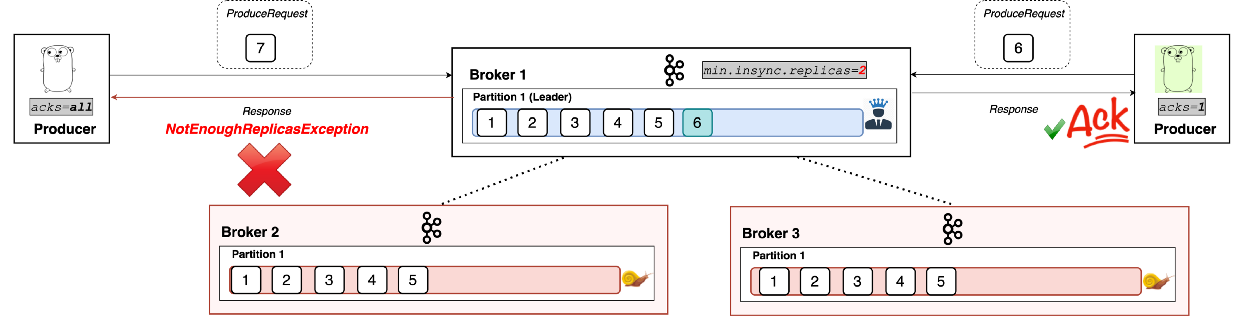 ProduceRequest
7
acks=all
Producer
Response
NotEnoughReplicasException
Broker 1
min.insync.replicas=2
Partition 1 (Leader)
1 2 3 4 5 6
ProduceRequest
6
Response
Ack
acks=1
Producer
Broker 2
Partition 1
1 2 3 4 5
Broker 3
Partition 1
1 2 3 4 5